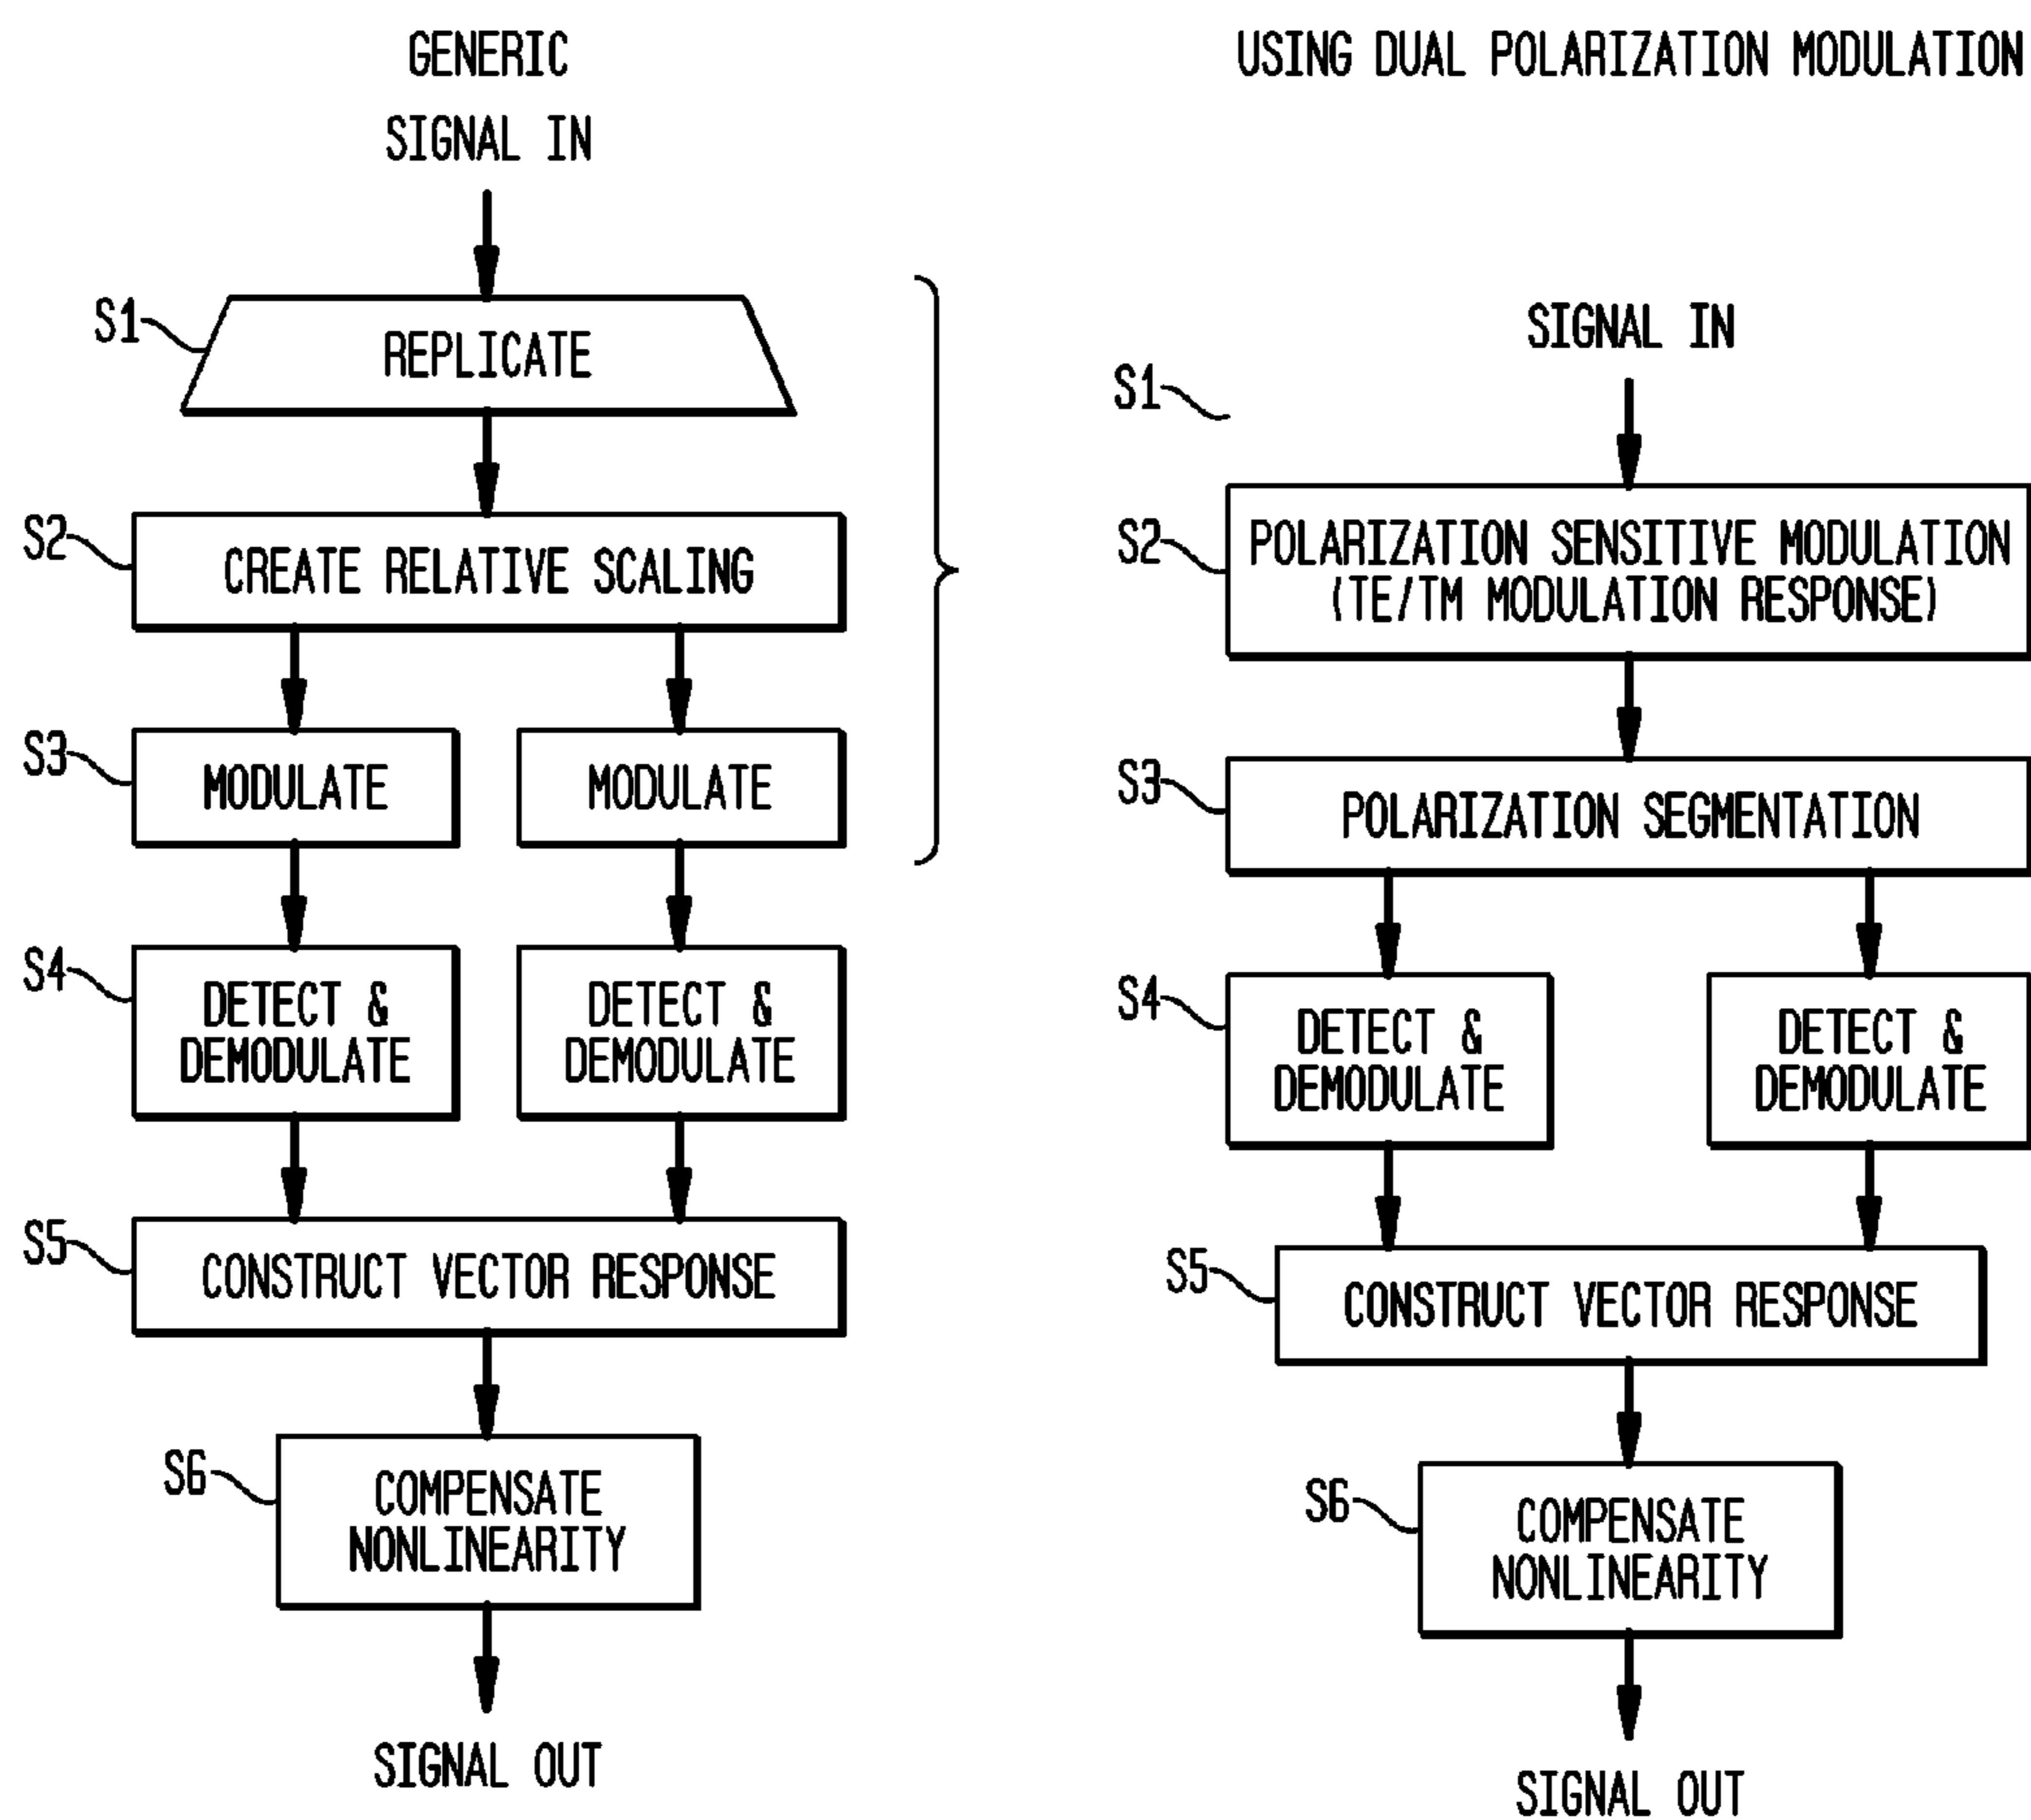 GENERIC
SIGNAL IN
S1
REPLICATE
S2
CREATE RELATIVE SCALING
S3
MODULATE
MODULATE
S4
DETECT &
DEMODULATE
DETECT &
DEMODULATE
S5
CONSTRUCT VECTOR RESPONSE
S6
COMPENSATE
NONLINEARITY
SIGNAL OUT
USING DUAL POLARIZATION MODULATION
SIGNAL IN
S1
S2
POLARIZATION SENSITIVE MODULATION
(TE/TM MODULATION RESPONSE)
S3
POLARIZATION SEGMENTATION
S4
DETECT &
DEMODULATE
DETECT &
DEMODULATE
S5
CONSTRUCT VECTOR RESPONSE
S6
COMPENSATE
NONLINEARITY
SIGNAL OUT